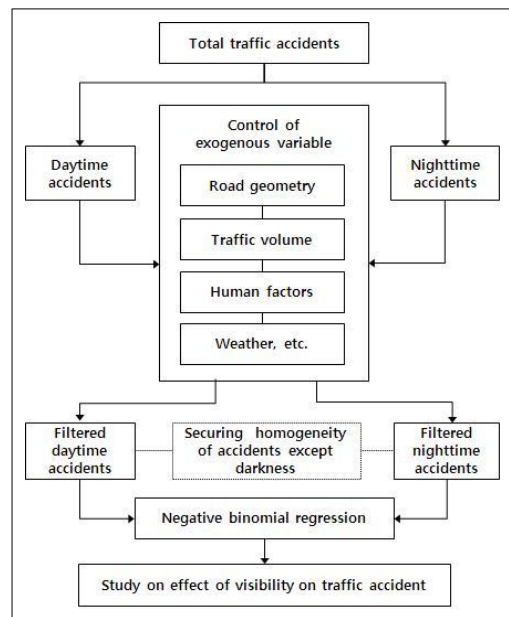 Total traffic accidents
Control of
exogenous variable
Daytime
accidents
Nighttime
accidents
Road geometry
Traffic volume
Human factors
Weather, etc.
Filtered
daytime
accidents
Securing homogeneity
of accidents except
darkness
Filtered
nighttime
accidents
Negative binomial regression
Study on effect of visibility on traffic accident